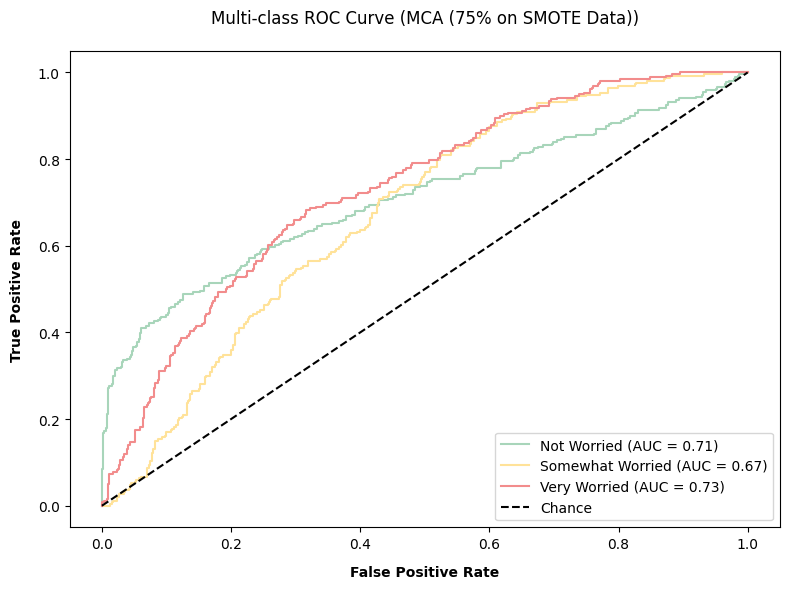 Multi-class ROC Curve (MCA (75% on SMOTE Data))
True Positive Rate
1.0
0.8
0.6
0.4
0.2
0.0
0.0 0.2 0.4 0.6 0.8 1.0
False Positive Rate
Not Worried (AUC = 0.71)
Somewhat Worried (AUC = 0.67)
Very Worried (AUC = 0.73)
Chance